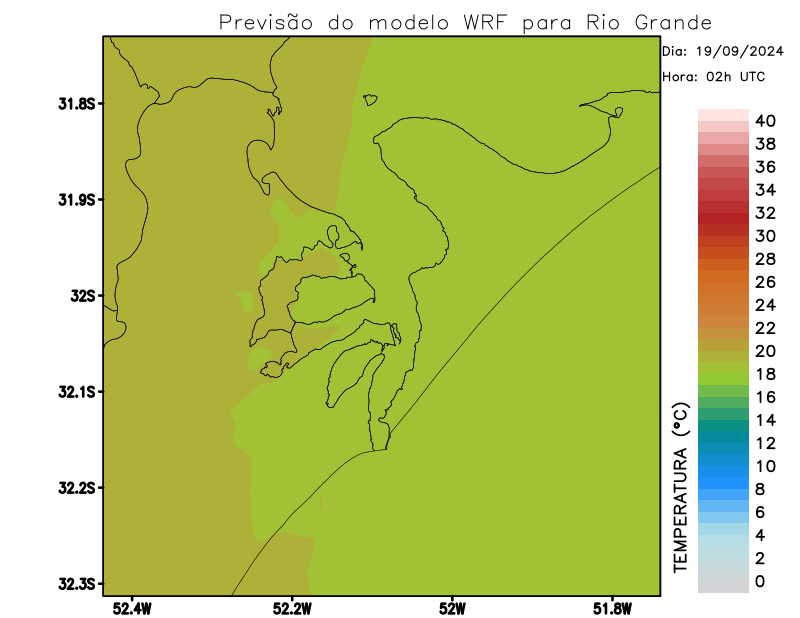 Previsão do modelo WRF para Rio Grande
Dia: 19/09/2024
Hora: 02h UTC
31.8S
31.9S
32S
32.1S
32.2S
32.3S
52.4W
52.2W
52W
51.8W
TEMPERATURA (°C)
40
38
36
34
32
30
28
26
24
22
20
18
16
14
12
10
8
6
4
2
0